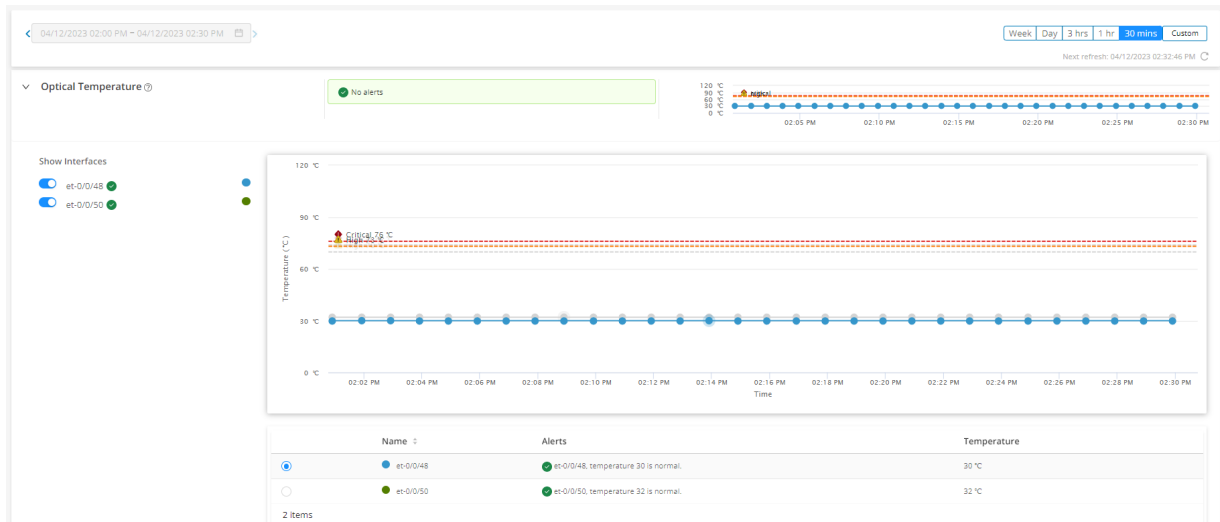 04/12/2023 02:00 PM – 04/12/2023 02:30 PM
Week Day 3 hrs 1 hr 30 mins Custom
Next refresh: 04/12/2023 02:32:46 PM
Optical Temperature
No alerts
120 °C
90 °C
60 °C
30 °C
0 °C
02:05 PM 02:10 PM 02:15 PM 02:20 PM 02:25 PM 02:30 PM
Show Interfaces
et-0/0/48
et-0/0/50
Temperature (°C)
120 °C
90 °C
Critical 76 °C
High 73 °C
60 °C
30 °C
0 °C
02:02 PM 02:04 PM 02:06 PM 02:08 PM 02:10 PM 02:12 PM 02:14 PM 02:16 PM 02:18 PM 02:20 PM 02:22 PM 02:24 PM 02:26 PM 02:28 PM 02:30 PM
Time
Name Alerts Temperature
et-0/0/48 et-0/0/48, temperature 30 is normal. 30 °C
et-0/0/50 et-0/0/50, temperature 32 is normal. 32 °C
2 items